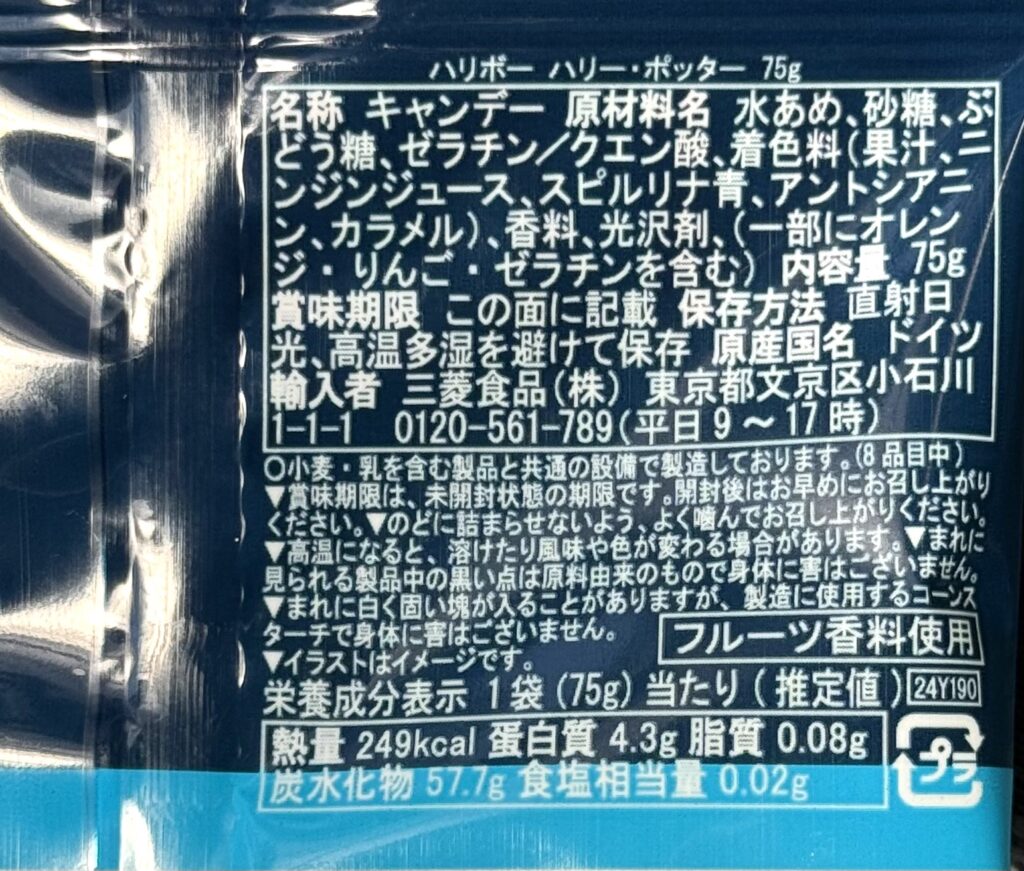 ハリボー ハリー・ポッター 75g
名称 キャンデー 原材料名 水あめ、砂糖、ぶ
どう糖、ゼラチン／クエン酸、着色料(果汁、ニ
ンジンジュース、スピルリナ青、アントシアニ
ン、カラメル)、香料、光沢剤、(一部にオレン
ジ・りんご・ゼラチンを含む) 内容量 75g
賞味期限 この面に記載 保存方法 直射日
光、高温多湿を避けて保存 原産国名 ドイツ
輸入者 三菱食品(株) 東京都文京区小石川
1-1-1 0120-561-789(平日9～17時)
○小麦・乳を含む製品と共通の設備で製造しております。(8品目中)
▼賞味期限は、未開封状態の期限です。開封後はお早めにお召し上がり
ください。▼のどに詰まらせないよう、よく噛んでお召し上がりください。
▼高温になると、溶けたり風味や色が変わる場合があります。▼まれに
見られる製品中の黒い点は原料由来のもので身体に害はございません。
▼まれに白く固い塊が入ることがありますが、製造に使用するコーンス
ターチで身体に害はございません。
▼イラストはイメージです。
フルーツ香料使用
栄養成分表示 1袋(75g)当たり(推定値) 24Y190
熱量 249kcal 蛋白質 4.3g 脂質 0.08g
炭水化物 57.7g 食塩相当量 0.02g
プラ